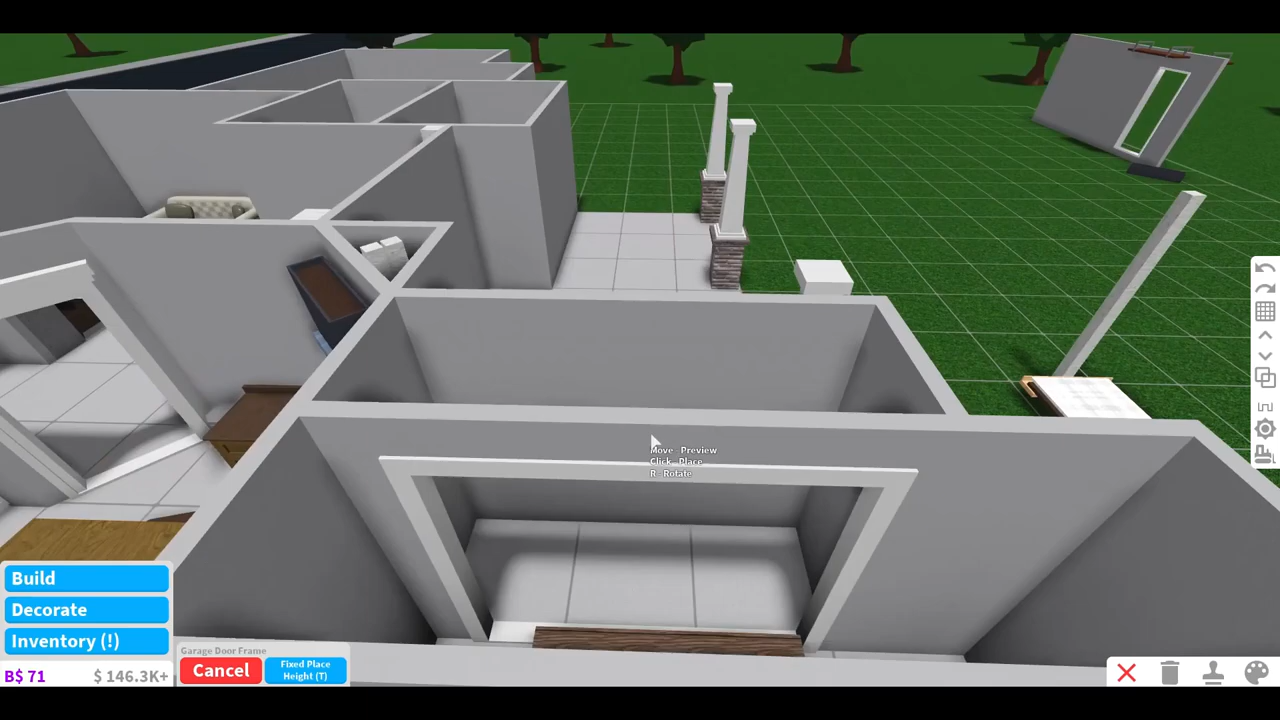 Move - Preview
Click - Place
R - Rotate
Build
Decorate
Inventory (!)
B$ 71
$ 146.3K+
Garage Door Frame
Cancel
Fixed Place
Height (T)